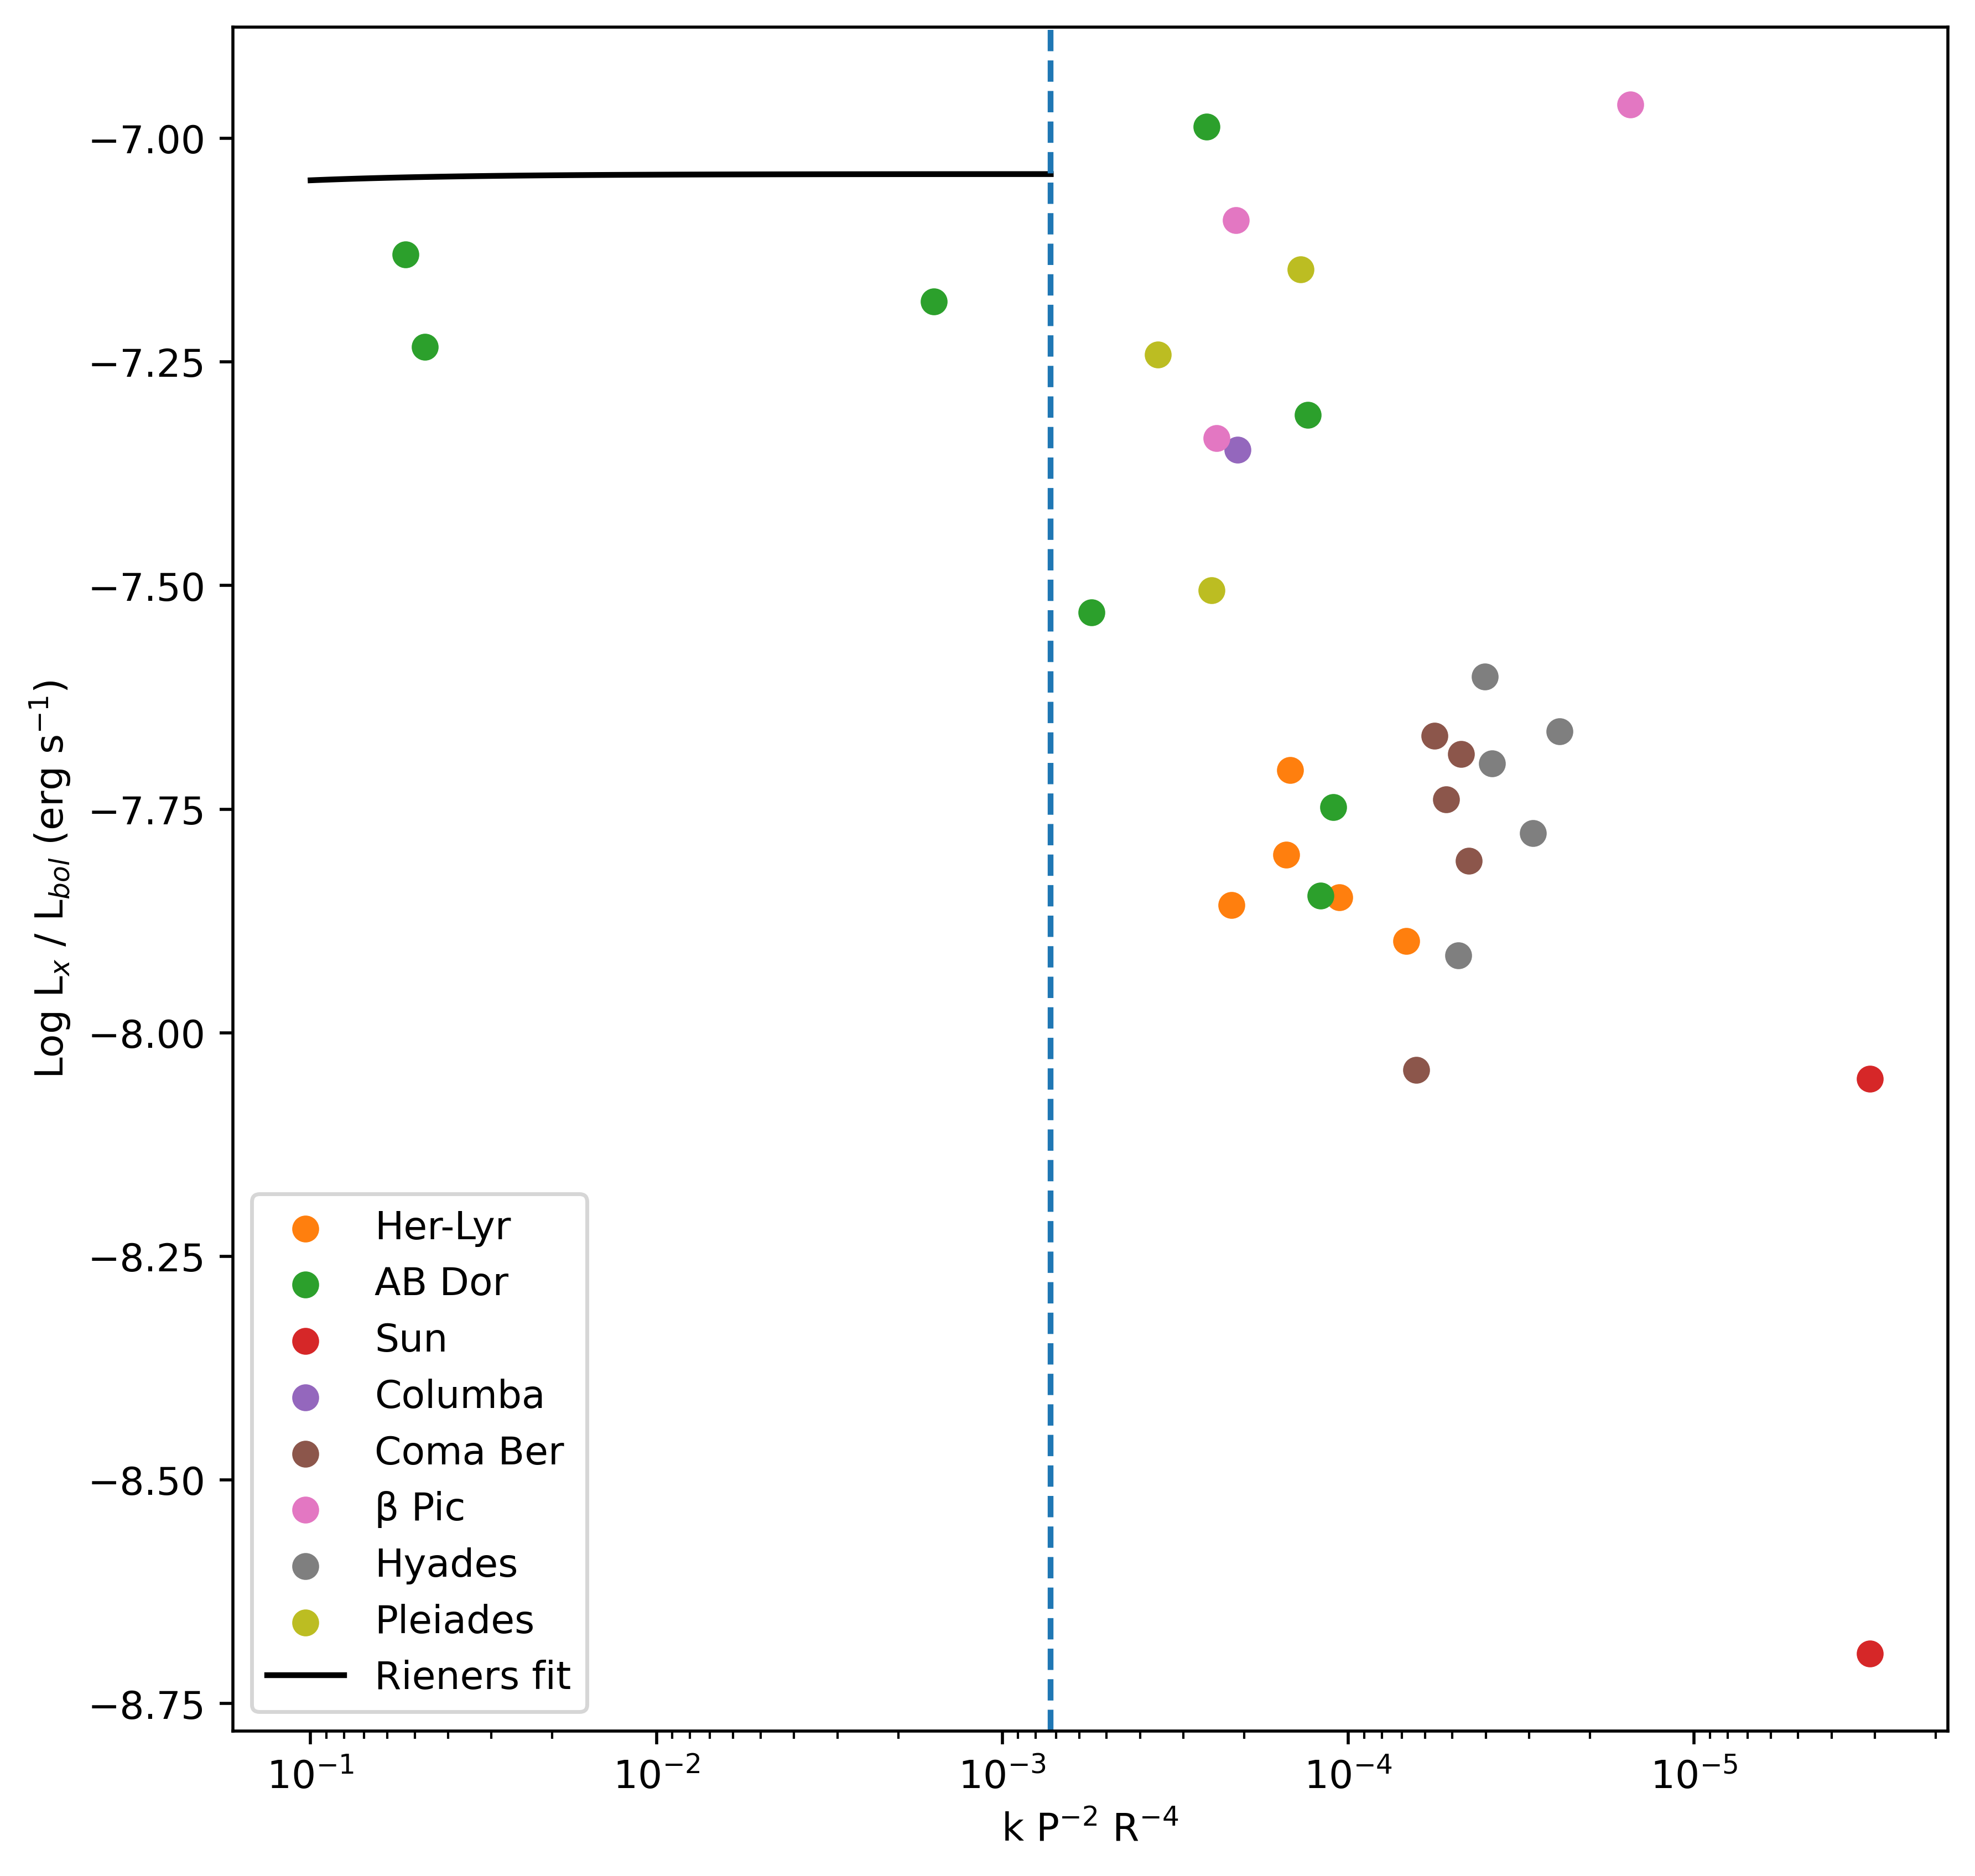 −7.00
−7.25
−7.50
−7.75
−8.00
−8.25
−8.50
−8.75
Log Lₓ / L_bol (erg s⁻¹)
Her-Lyr
AB Dor
Sun
Columba
Coma Ber
β Pic
Hyades
Pleiades
Rieners fit
10⁻¹ 10⁻² 10⁻³ 10⁻⁴ 10⁻⁵
k P⁻² R⁻⁴